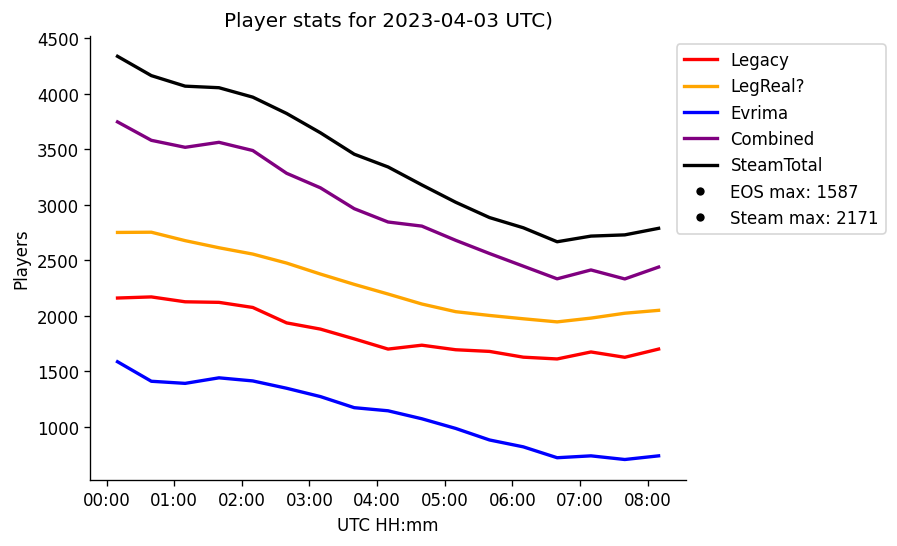 Player stats for 2023-04-03 UTC)
4500
4000
3500
3000
2500
2000
1500
1000
Players
00:00 01:00 02:00 03:00 04:00 05:00 06:00 07:00 08:00
UTC HH:mm
Legacy
LegReal?
Evrima
Combined
SteamTotal
EOS max: 1587
Steam max: 2171